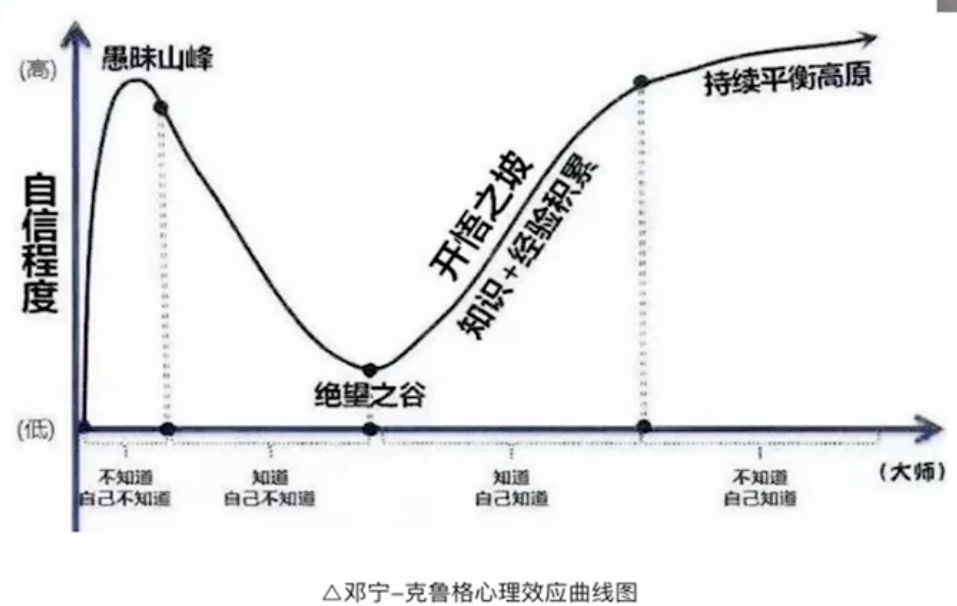 愚昧山峰
(高)
持续平衡高原
自信程度
开悟之坡
知识+经验积累
绝望之谷
(低)
不知道
自己不知道
知道
自己不知道
知道
自己知道
不知道
自己知道
(大师)
△邓宁-克鲁格心理效应曲线图